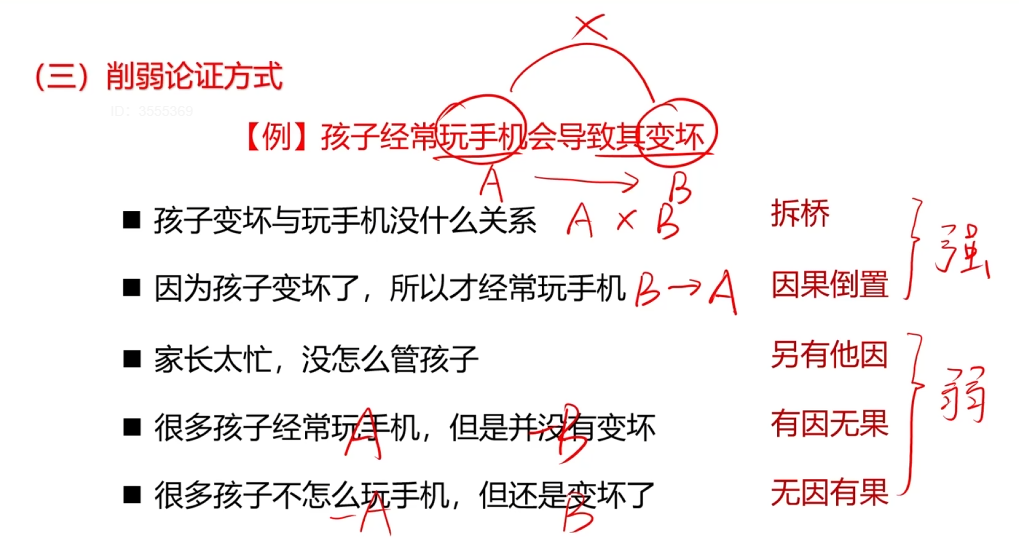 ×
（三）削弱论证方式
ID：3555369
【例】孩子经常玩手机会导致其变坏
A → B
■ 孩子变坏与玩手机没什么关系 A × B 拆桥
强
■ 因为孩子变坏了，所以才经常玩手机 B→A 因果倒置
■ 家长太忙，没怎么管孩子 另有他因
弱
■ 很多孩子经常玩手机，但是并没有变坏 有因无果
A -B
■ 很多孩子不怎么玩手机，但还是变坏了 无因有果
-A B